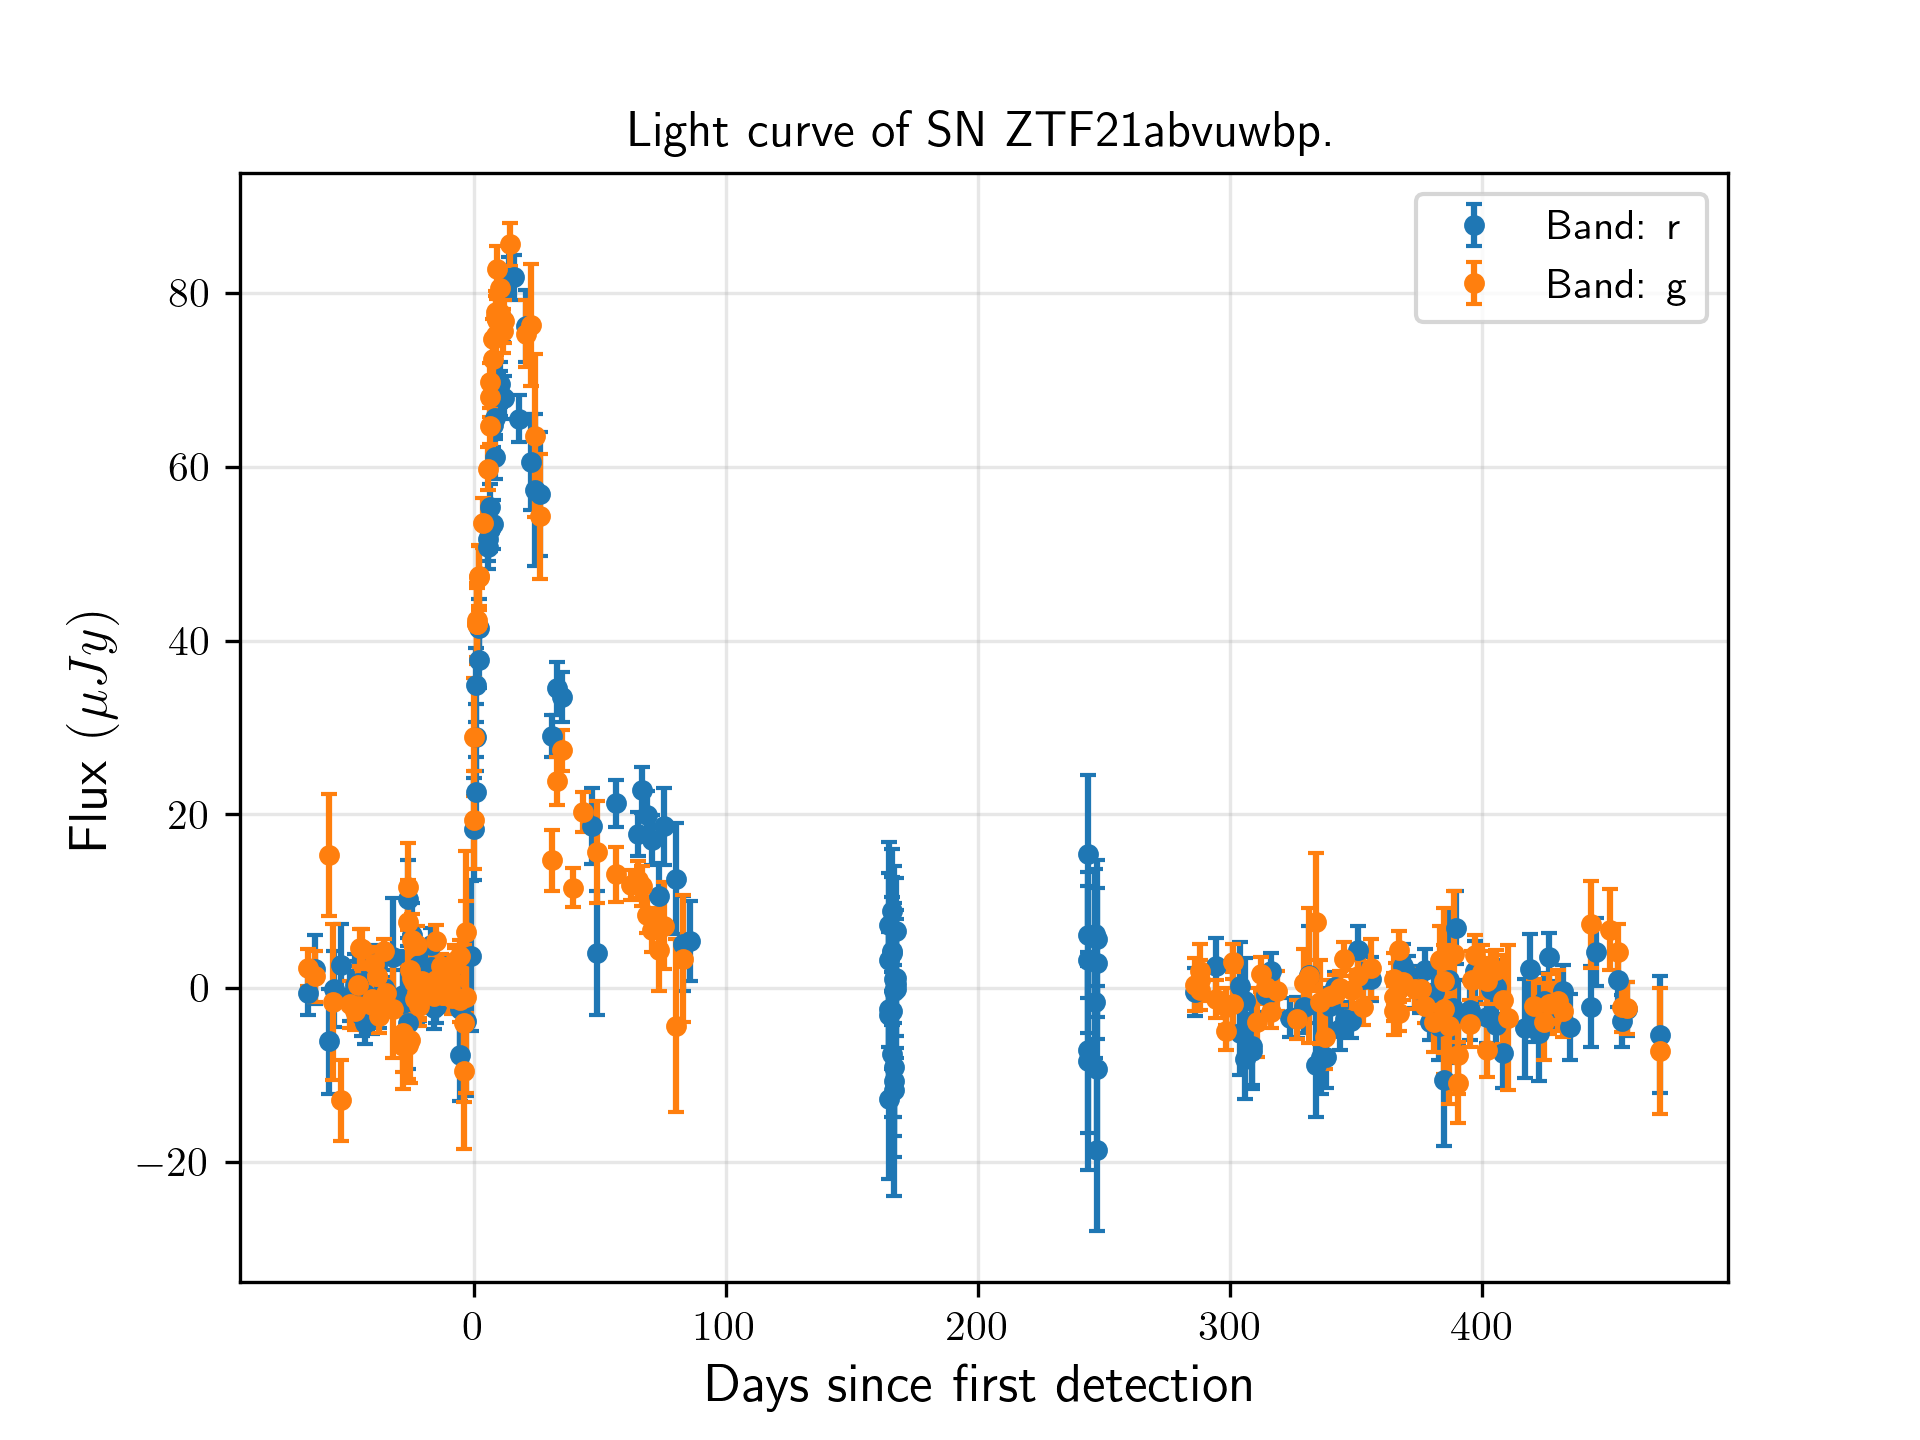 Light curve of SN ZTF21abvuwbp.
Band: r
Band: g
Flux (μJy)
80
60
40
20
0
−20
0 100 200 300 400
Days since first detection